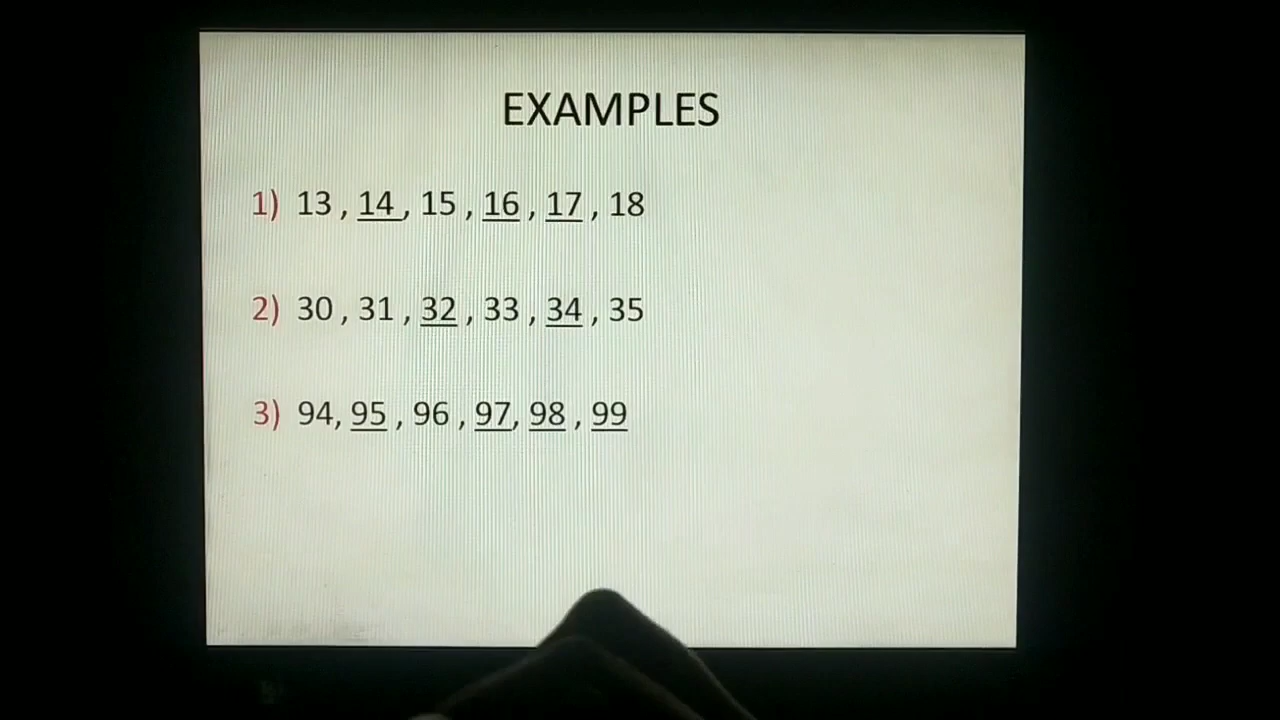 EXAMPLES
1) 13 , 14 , 15 , 16 , 17 , 18
2) 30 , 31 , 32 , 33 , 34 , 35
3) 94, 95 , 96 , 97, 98 , 99